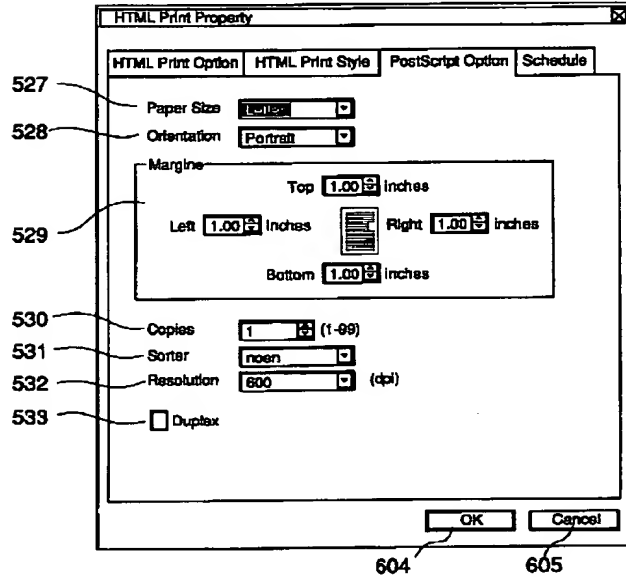 HTML Print Property
HTML Print Option HTML Print Style PostScript Option Schedule
527 Paper Size Letter
528 Orientation Portrait
Margins
Top 1.00 inches
529 Left 1.00 inches Right 1.00 inches
Bottom 1.00 inches
530 Copies 1 (1-99)
531 Sorter noen
532 Resolution 600 (dpi)
533 Duplex
OK Cancel
604 605